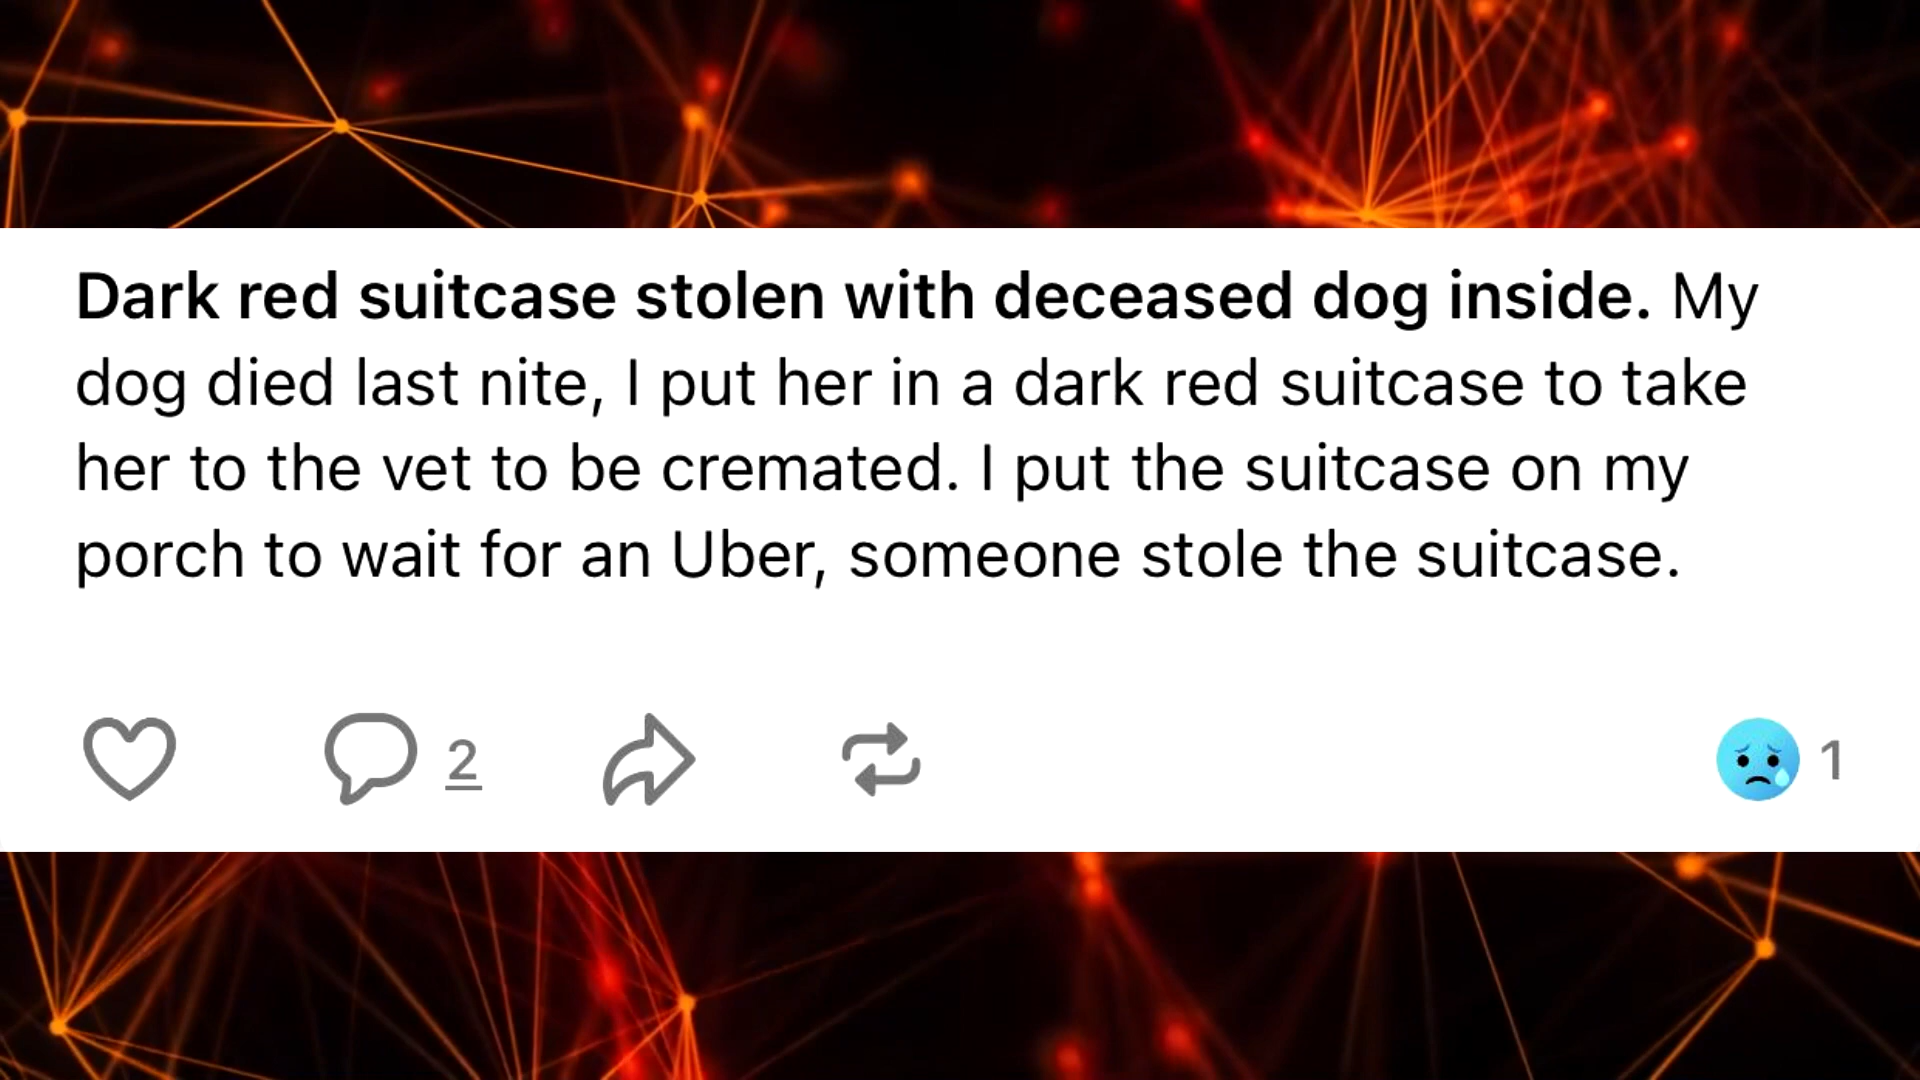 Dark red suitcase stolen with deceased dog inside. My
dog died last nite, I put her in a dark red suitcase to take
her to the vet to be cremated. I put the suitcase on my
porch to wait for an Uber, someone stole the suitcase.
2
1